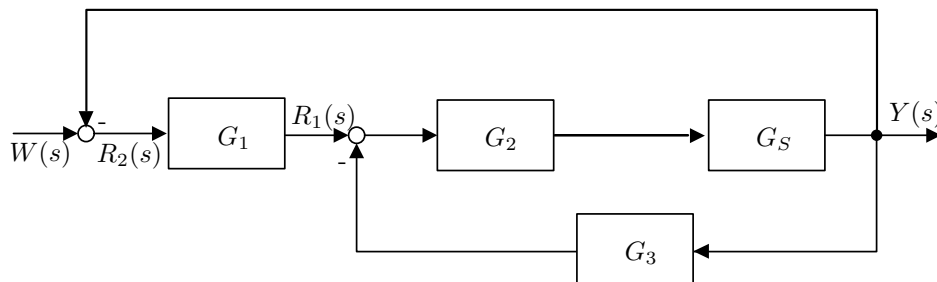 -
W(s)
R_2(s)
G_1
R_1(s)
-
G_2
G_S
Y(s)
G_3